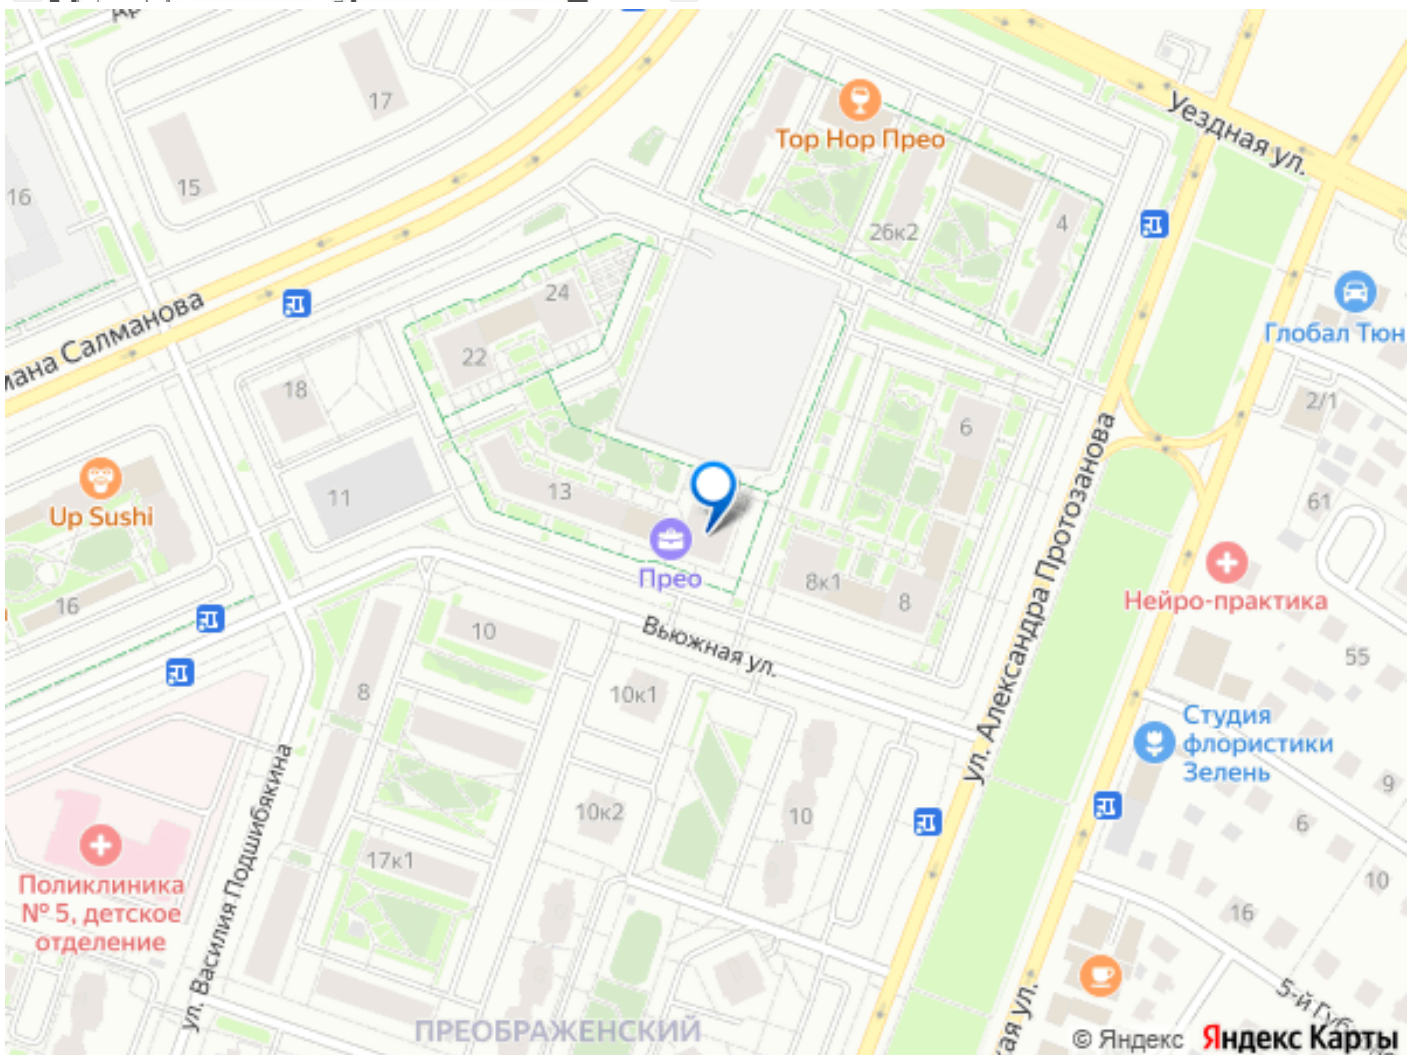 17
15
16
Тор Нор Прео
Уездная ул.
26к2
4
24
22
18
Глобал Тюн
2/1
6
ул. Александра Протозанова
Up Sushi
11
13
61
Прео
8к1
8
Нейро-практика
16
10
Вьюжная ул.
55
8
10к1
Студия
флористики
Зелень
9
10к2
10
6
17к1
Поликлиника
№ 5, детское
отделение
ул. Василия Подшибякина
10
16
ПРЕОБРАЖЕНСКИЙ
© Яндекс Яндекс Карты